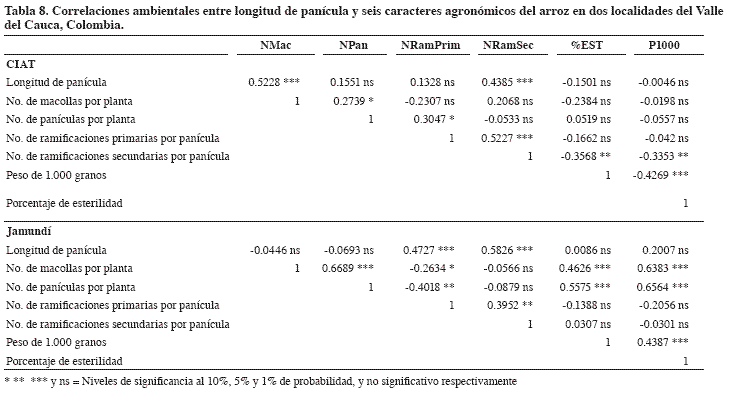 Tabla 8. Correlaciones ambientales entre longitud de panícula y seis caracteres agronómicos del arroz en dos localidades del Valle
del Cauca, Colombia.
NMac NPan NRamPrim NRamSec %EST P1000
CIAT
Longitud de panícula 0.5228 *** 0.1551 ns 0.1328 ns 0.4385 *** -0.1501 ns -0.0046 ns
No. de macollas por planta 1 0.2739 * -0.2307 ns 0.2068 ns -0.2384 ns -0.0198 ns
No. de panículas por planta 1 0.3047 * -0.0533 ns 0.0519 ns -0.0557 ns
No. de ramificaciones primarias por panícula 1 0.5227 *** -0.1662 ns -0.042 ns
No. de ramificaciones secundarias por panícula 1 -0.3568 ** -0.3353 **
Peso de 1.000 granos 1 -0.4269 ***
Porcentaje de esterilidad 1
Jamundí
Longitud de panícula -0.0446 ns -0.0693 ns 0.4727 *** 0.5826 *** 0.0086 ns 0.2007 ns
No. de macollas por planta 1 0.6689 *** -0.2634 * -0.0566 ns 0.4626 *** 0.6383 ***
No. de panículas por planta 1 -0.4018 ** -0.0879 ns 0.5575 *** 0.6564 ***
No. de ramificaciones primarias por panícula 1 0.3952 ** -0.1388 ns -0.2056 ns
No. de ramificaciones secundarias por panícula 1 0.0307 ns -0.0301 ns
Peso de 1.000 granos 1 0.4387 ***
Porcentaje de esterilidad 1
* ** *** y ns = Niveles de significancia al 10%, 5% y 1% de probabilidad, y no significativo respectivamente